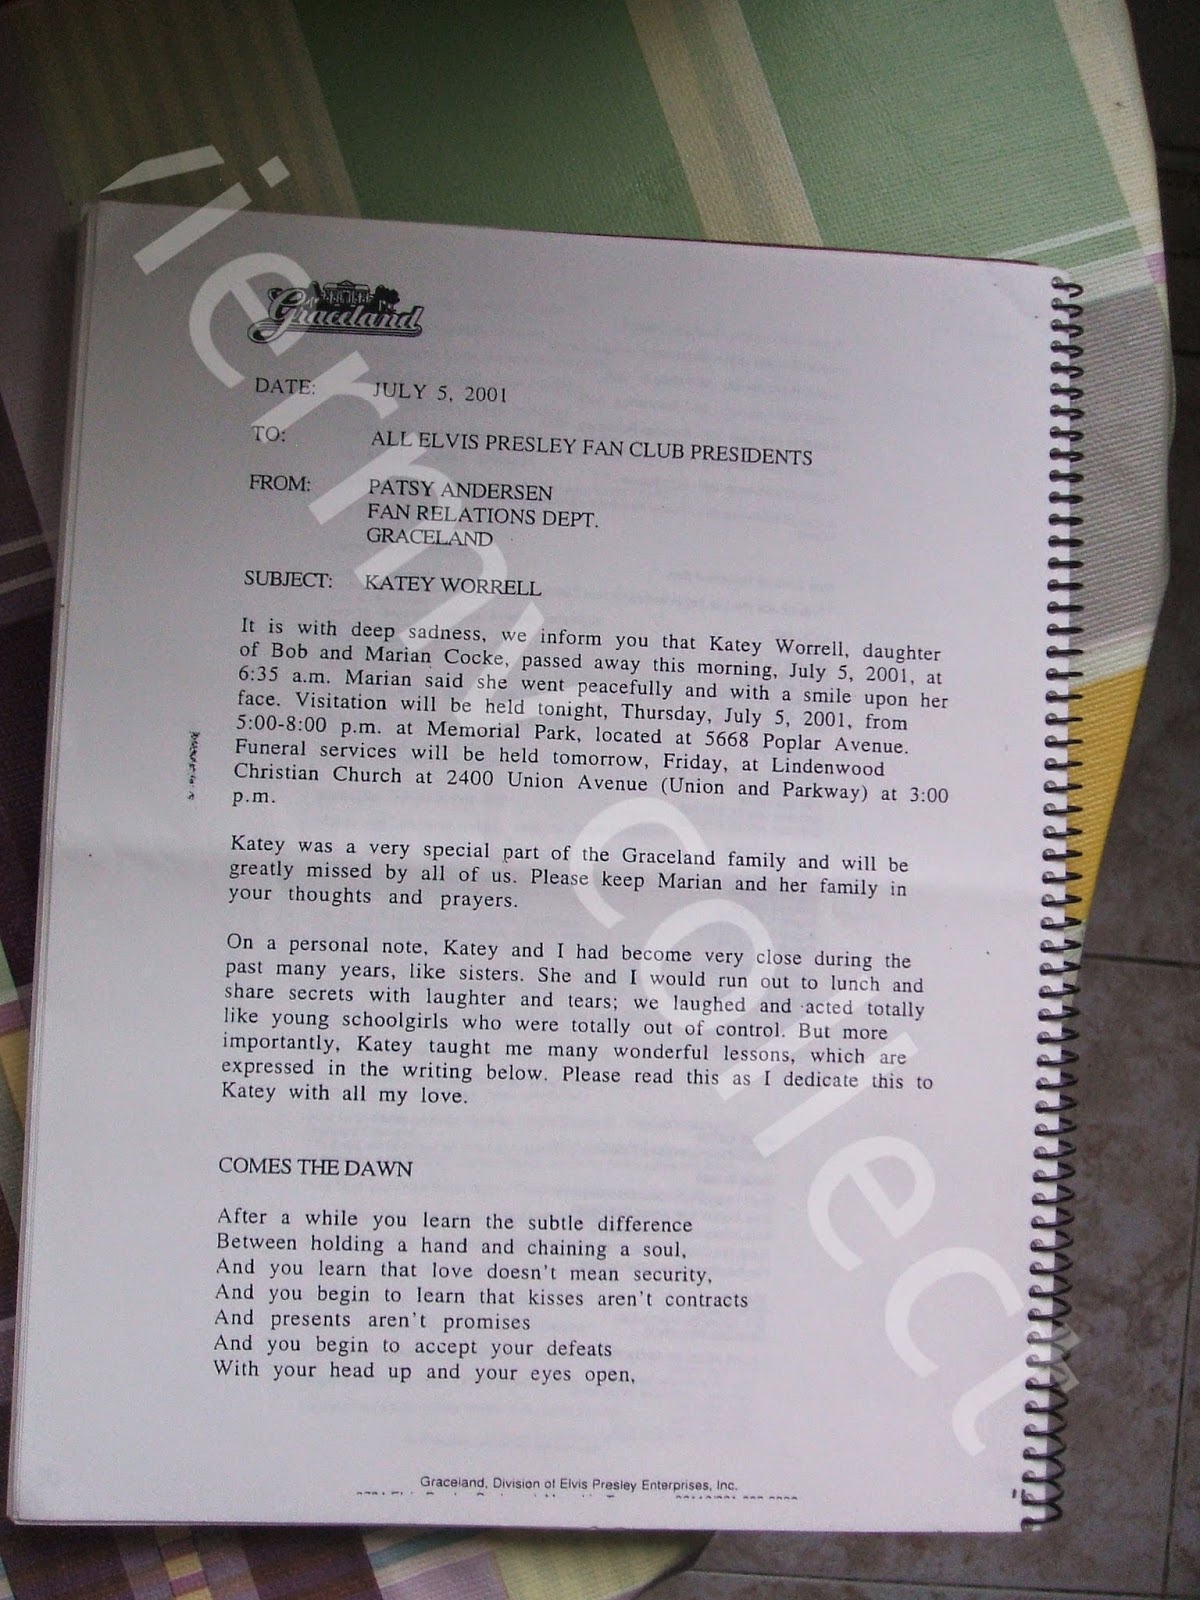 Graceland
DATE: JULY 5, 2001
TO: ALL ELVIS PRESLEY FAN CLUB PRESIDENTS
FROM: PATSY ANDERSEN
FAN RELATIONS DEPT.
GRACELAND
SUBJECT: KATEY WORRELL
It is with deep sadness, we inform you that Katey Worrell, daughter
of Bob and Marian Cocke, passed away this morning, July 5, 2001, at
6:35 a.m. Marian said she went peacefully and with a smile upon her
face. Visitation will be held tonight, Thursday, July 5, 2001, from
5:00-8:00 p.m. at Memorial Park, located at 5668 Poplar Avenue.
Funeral services will be held tomorrow, Friday, at Lindenwood
Christian Church at 2400 Union Avenue (Union and Parkway) at 3:00
p.m.
Katey was a very special part of the Graceland family and will be
greatly missed by all of us. Please keep Marian and her family in
your thoughts and prayers.
On a personal note, Katey and I had become very close during the
past many years, like sisters. She and I would run out to lunch and
share secrets with laughter and tears; we laughed and acted totally
like young schoolgirls who were totally out of control. But more
importantly, Katey taught me many wonderful lessons, which are
expressed in the writing below. Please read this as I dedicate this to
Katey with all my love.
COMES THE DAWN
After a while you learn the subtle difference
Between holding a hand and chaining a soul,
And you learn that love doesn't mean security,
And you begin to learn that kisses aren't contracts
And presents aren't promises
And you begin to accept your defeats
With your head up and your eyes open,
Graceland, Division of Elvis Presley Enterprises, Inc.
collect